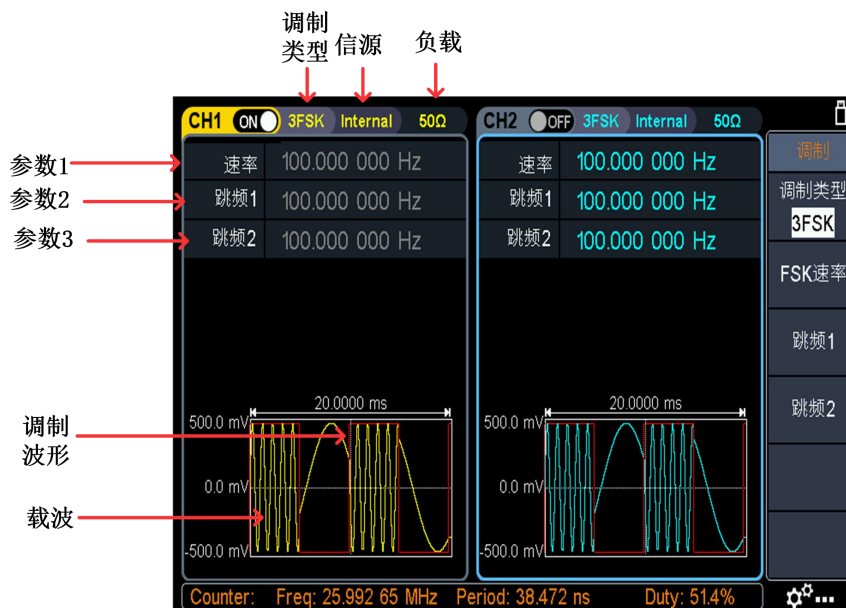 调制
类型
信源
负载
CH1 ON 3FSK Internal 50Ω
CH2 OFF 3FSK Internal 50Ω
参数1
参数2
参数3
速率 100.000 000 Hz
跳频1 100.000 000 Hz
跳频2 100.000 000 Hz
速率 100.000 000 Hz
跳频1 100.000 000 Hz
跳频2 100.000 000 Hz
调制
调制类型
3FSK
FSK速率
跳频1
跳频2
调制
波形
载波
20.0000 ms
500.0 mV
0.0 mV
-500.0 mV
20.0000 ms
500.0 mV
0.0 mV
-500.0 mV
Counter: Freq: 25.992 65 MHz Period: 38.472 ns Duty: 51.4%